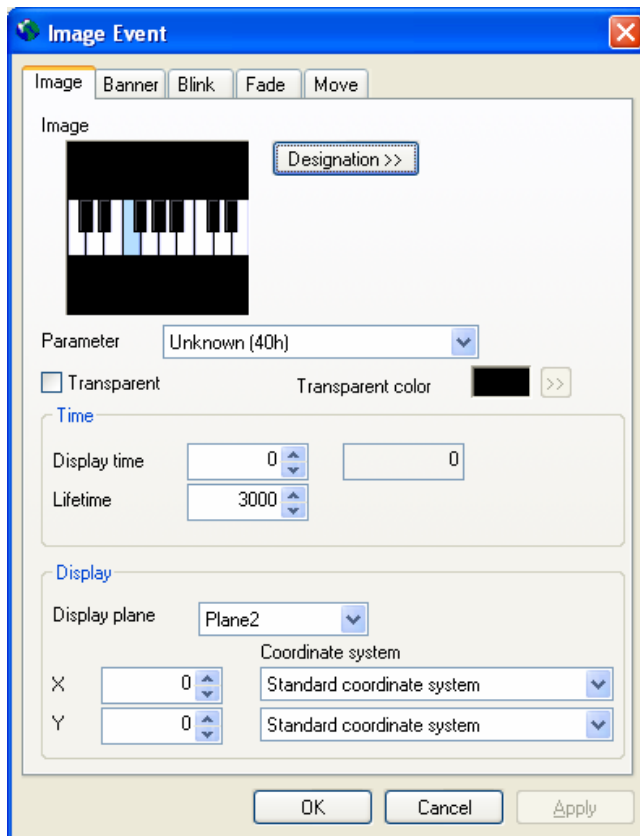 Image Event
Image Banner Blink Fade Move
Image
Designation >>
Parameter Unknown (40h)
Transparent Transparent color >>
Time
Display time 0 0
Lifetime 3000
Display
Display plane Plane2
Coordinate system
X 0 Standard coordinate system
Y 0 Standard coordinate system
OK Cancel Apply